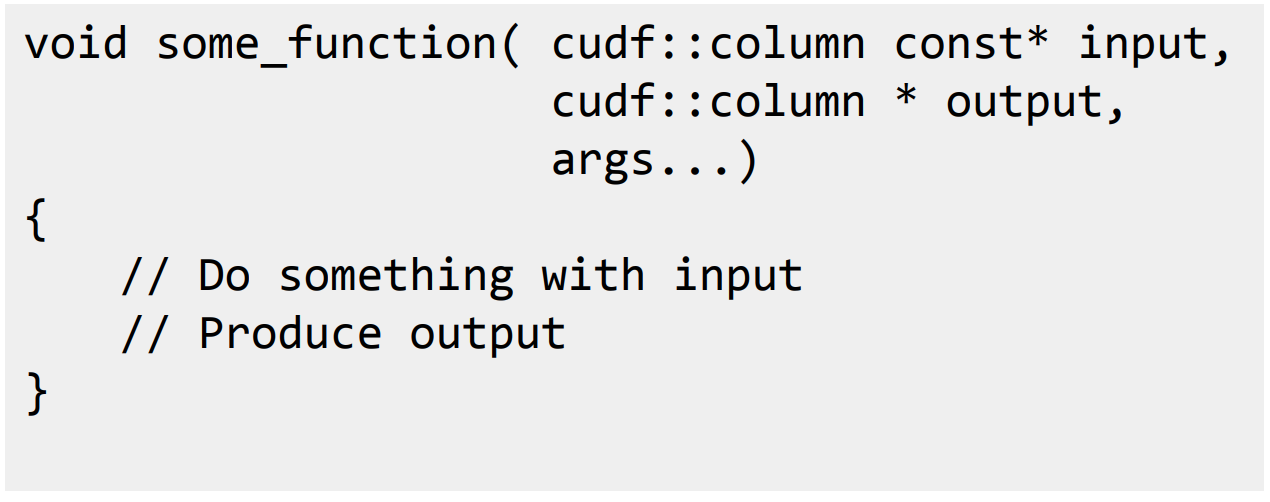 void some_function( cudf::column const* input,
                    cudf::column * output,
                    args...)
{
    // Do something with input
    // Produce output
}